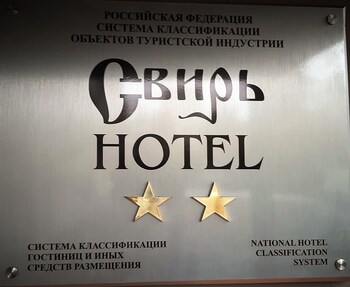 РОССИЙСКАЯ ФЕДЕРАЦИЯ
СИСТЕМА КЛАССИФИКАЦИИ
ОБЪЕКТОВ ТУРИСТСКОЙ ИНДУСТРИИ
Свирь
HOTEL
СИСТЕМА КЛАССИФИКАЦИИ
ГОСТИНИЦ И ИНЫХ
СРЕДСТВ РАЗМЕЩЕНИЯ
NATIONAL HOTEL
CLASSIFICATION
SYSTEM